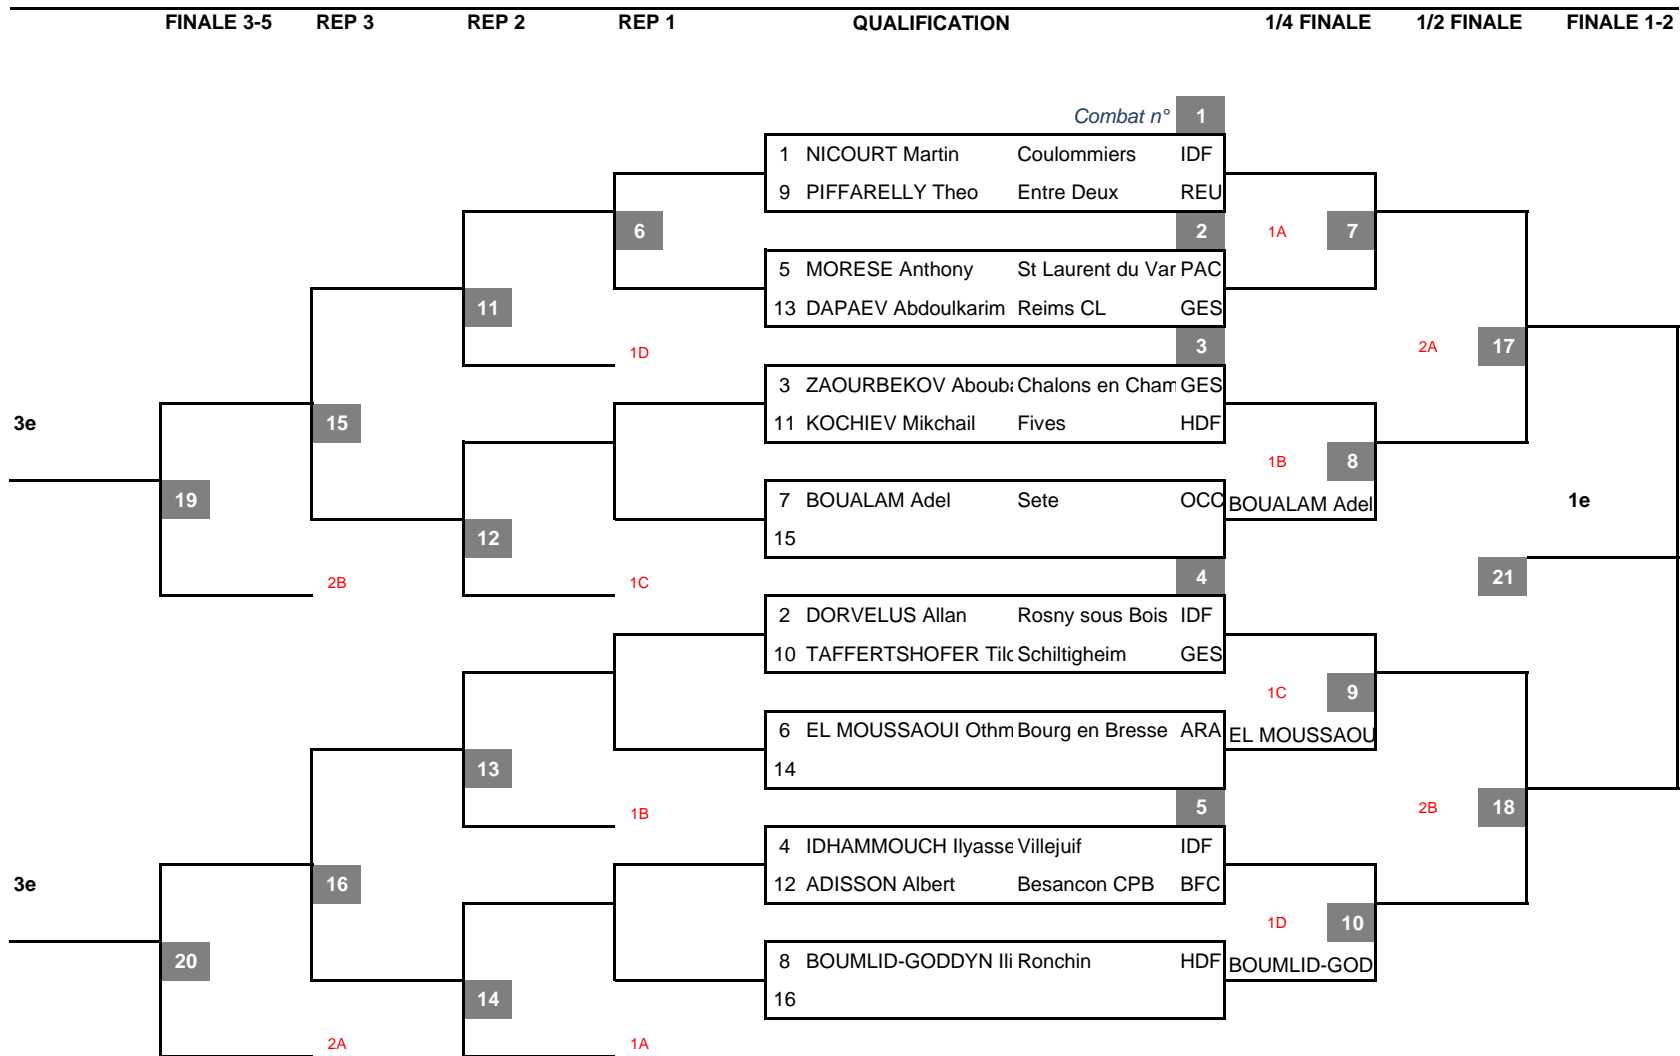 FINALE 3-5 REP 3 REP 2 REP 1 QUALIFICATION 1/4 FINALE 1/2 FINALE FINALE 1-2
Combat n° 1
1 NICOURT Martin Coulommiers IDF
9 PIFFARELLY Theo Entre Deux REU
6 2 1A 7
5 MORESE Anthony St Laurent du Var PAC
13 DAPAEV Abdoulkarim Reims CL GES
11
1D 3 2A 17
3 ZAOURBEKOV Abouba Chalons en Cham GES
3e 15 11 KOCHIEV Mikchail Fives HDF
1B 8
19 7 BOUALAM Adel Sete OCC BOUALAM Adel 1e
12 15
2B 1C 4 21
2 DORVELUS Allan Rosny sous Bois IDF
10 TAFFERTSHOFER Tilo Schiltigheim GES
1C 9
6 EL MOUSSAOUI Othm Bourg en Bresse ARA EL MOUSSAOU
13 14
1B 5 2B 18
4 IDHAMMOUCH Ilyasse Villejuif IDF
3e 16 12 ADISSON Albert Besancon CPB BFC
1D 10
20 8 BOUMLID-GODDYN Ili Ronchin HDF BOUMLID-GOD
14 16
2A 1A